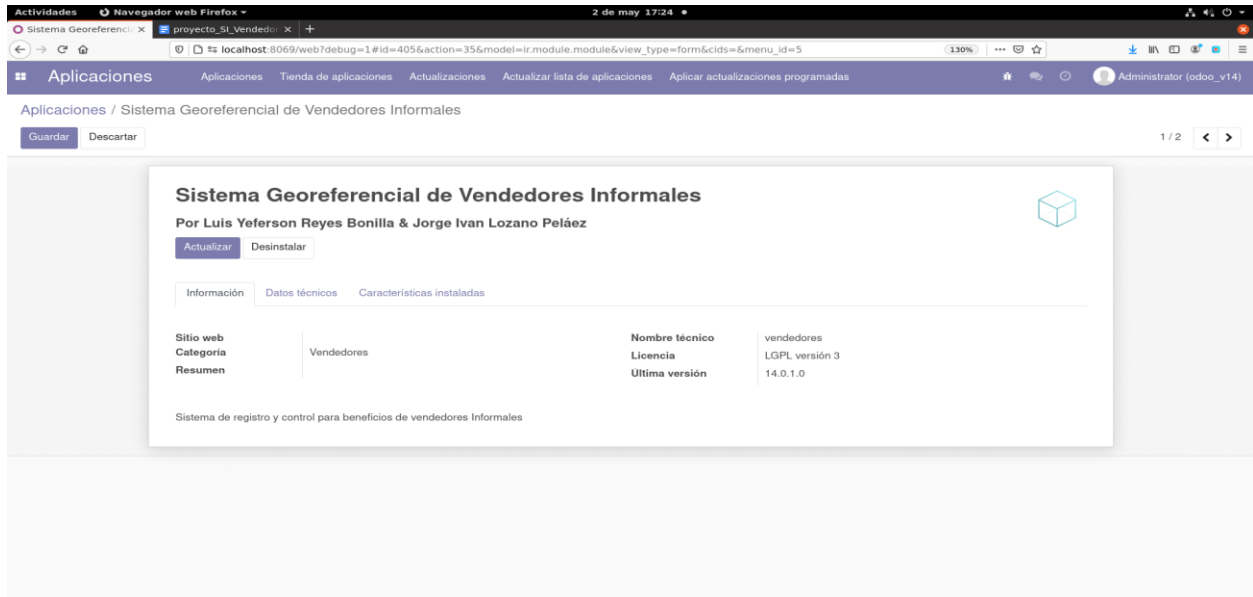 Actividades Navegador web Firefox 2 de may 17:24
Sistema Georeferenci proyecto_SI_Vendedor
localhost:8069/web?debug=1#id=405&action=35&model=ir.module.module&view_type=form&cids=&menu_id=5 130%
Aplicaciones Aplicaciones Tienda de aplicaciones Actualizaciones Actualizar lista de aplicaciones Aplicar actualizaciones programadas Administrator (odoo_v14)
Aplicaciones / Sistema Georeferencial de Vendedores Informales
Guardar Descartar 1 / 2
Sistema Georeferencial de Vendedores Informales
Por Luis Yeferson Reyes Bonilla & Jorge Ivan Lozano Peláez
Actualizar Desinstalar
Información Datos técnicos Características instaladas
Sitio web Nombre técnico vendedores
Categoría Vendedores Licencia LGPL versión 3
Resumen Ultima versión 14.0.1.0
Sistema de registro y control para beneficios de vendedores Informales